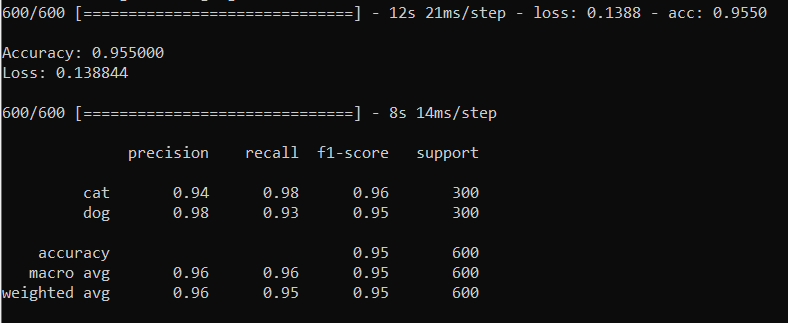 600/600 [==============================] - 12s 21ms/step - loss: 0.1388 - acc: 0.9550
Accuracy: 0.955000
Loss: 0.138844
600/600 [==============================] - 8s 14ms/step
precision recall f1-score support
cat 0.94 0.98 0.96 300
dog 0.98 0.93 0.95 300
accuracy 0.95 600
macro avg 0.96 0.96 0.95 600
weighted avg 0.96 0.95 0.95 600